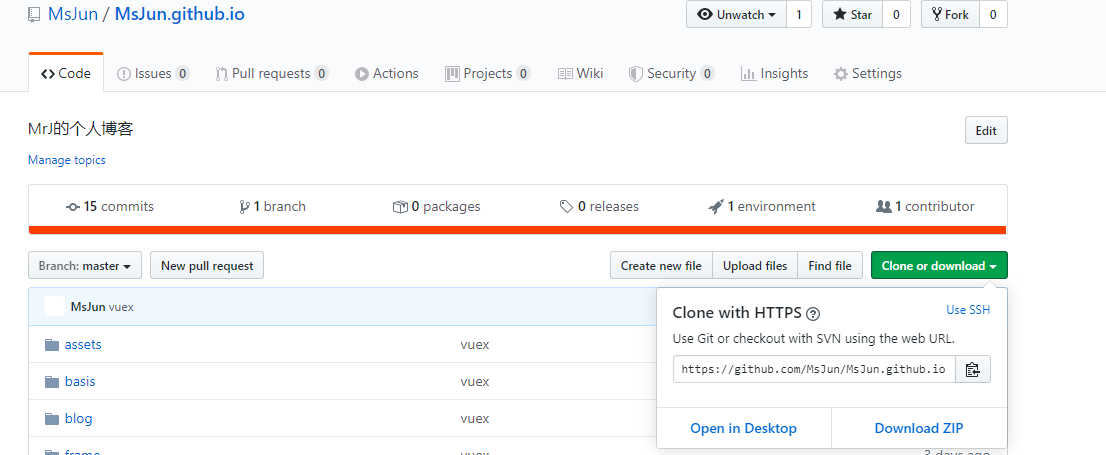 MsJun / MsJun.github.io
Unwatch 1 Star 0 Fork 0
Code Issues 0 Pull requests 0 Actions Projects 0 Wiki Security 0 Insights Settings
MrJ的个人博客
Edit
Manage topics
15 commits 1 branch 0 packages 0 releases 1 environment 1 contributor
Branch: master New pull request Create new file Upload files Find file Clone or download
MsJun vuex
Clone with HTTPS Use SSH
Use Git or checkout with SVN using the web URL.
https://github.com/MsJun/MsJun.github.io
Open in Desktop Download ZIP
assets vuex
basis vuex
blog vuex
frame
3 days ago